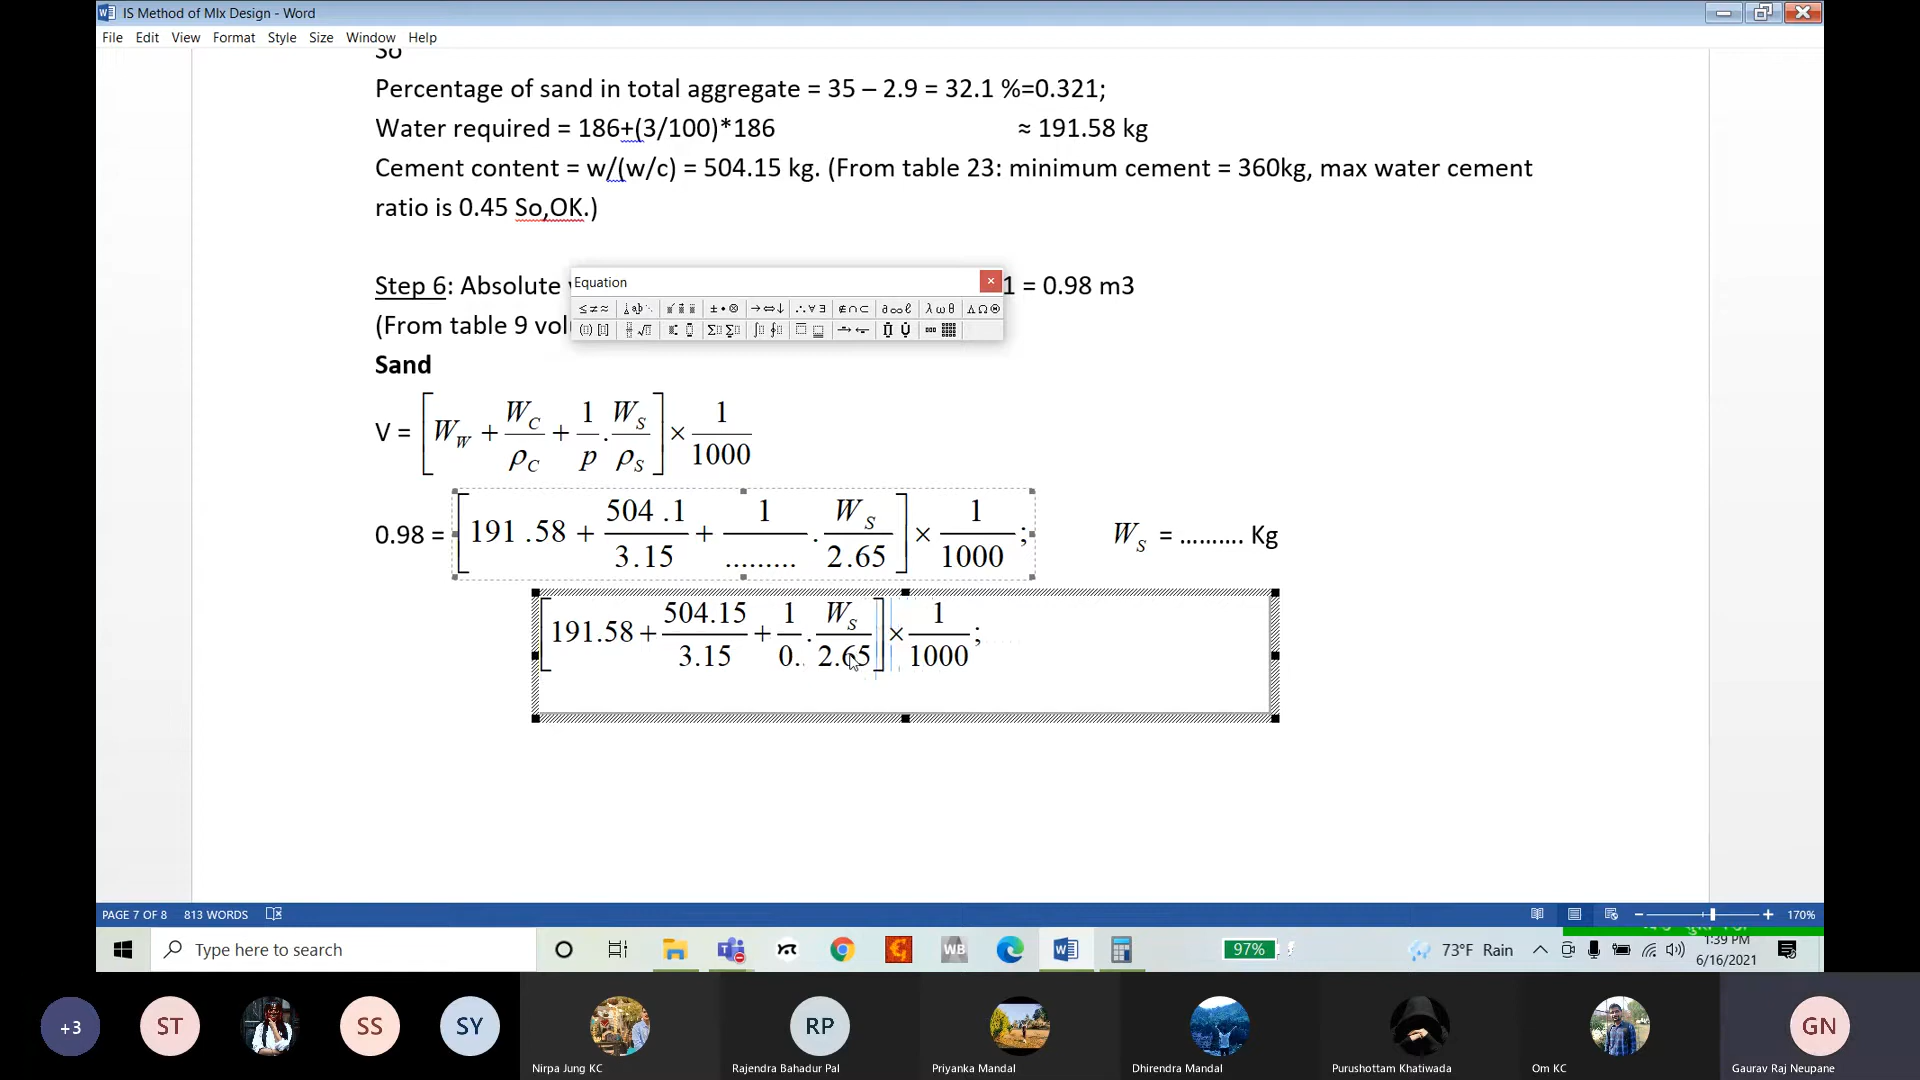 IS Method of MIx Design - Word
File Edit View Format Style Size Window Help
So
Percentage of sand in total aggregate = 35 – 2.9 = 32.1 %=0.321;
Water required = 186+(3/100)*186 ≈ 191.58 kg
Cement content = w/(w/c) = 504.15 kg. (From table 23: minimum cement = 360kg, max water cement
ratio is 0.45 So,OK.)
Equation
Step 6: Absolute 1 = 0.98 m3
(From table 9
Sand
V = [W_W + W_C/ρ_C + 1/p . W_S/ρ_S] × 1/1000
0.98 = [191 .58 + 504 .1/3.15 + 1/......... . W_S/2.65] × 1/1000 ; W_S = .......... Kg
[191.58 + 504.15/3.15 + 1/0. . W_S/2.65] × 1/1000 ;
PAGE 7 OF 8 813 WORDS 170%
Type here to search 97% 73°F Rain 1:39 PM
6/16/2021
+3 ST SS SY RP GN
Nirpa Jung KC Rajendra Bahadur Pal Priyanka Mandal Dhirendra Mandal Purushottam Khatiwada Om KC Gaurav Raj Neupane